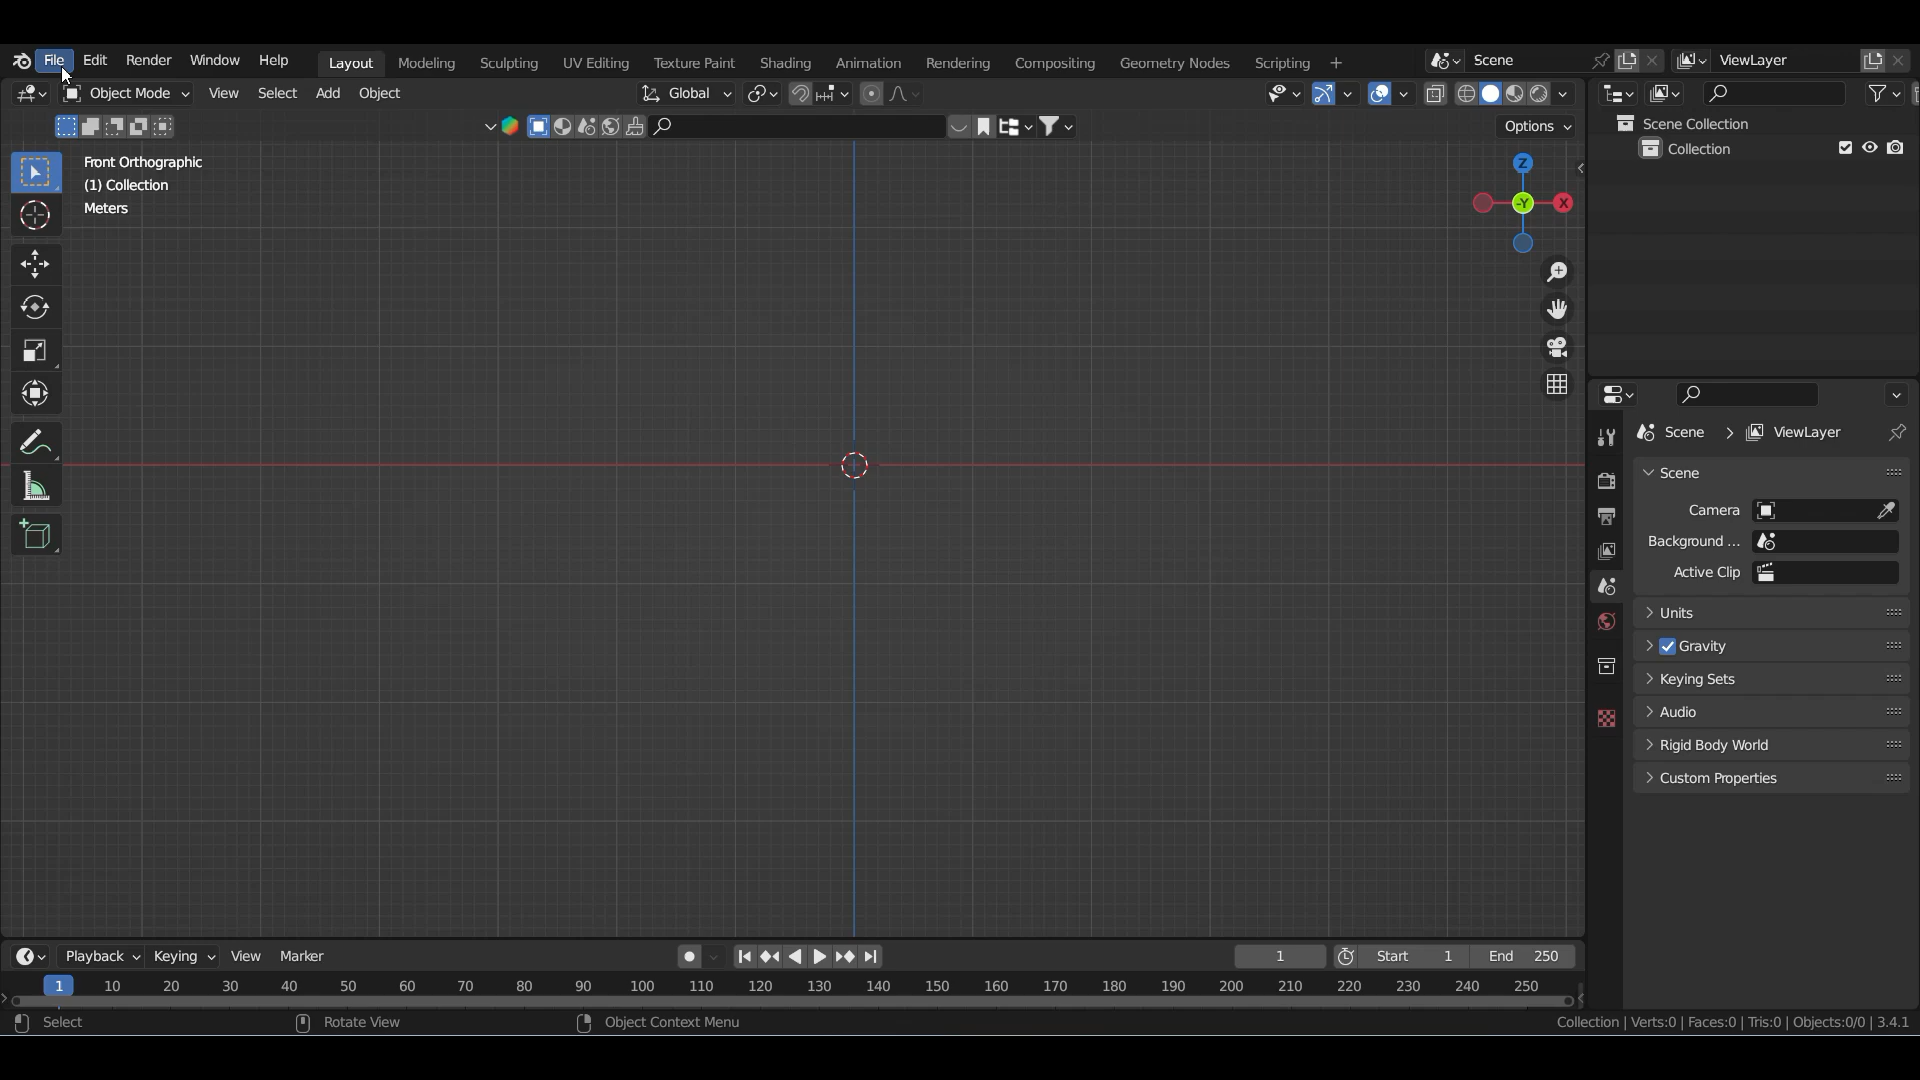 File Edit Render Window Help Layout Modeling Sculpting UV Editing Texture Paint Shading Animation Rendering Compositing Geometry Nodes Scripting + Scene ViewLayer
Object Mode View Select Add Object Global
Options
Front Orthographic
(1) Collection
Meters
Z
-Y X
Scene Collection
Collection
Scene > ViewLayer
Scene
Camera
Background ...
Active Clip
Units
Gravity
Keying Sets
Audio
Rigid Body World
Custom Properties
Playback Keying View Marker 1 Start 1 End 250
1 10 20 30 40 50 60 70 80 90 100 110 120 130 140 150 160 170 180 190 200 210 220 230 240 250
Select Rotate View Object Context Menu Collection | Verts:0 | Faces:0 | Tris:0 | Objects:0/0 | 3.4.1